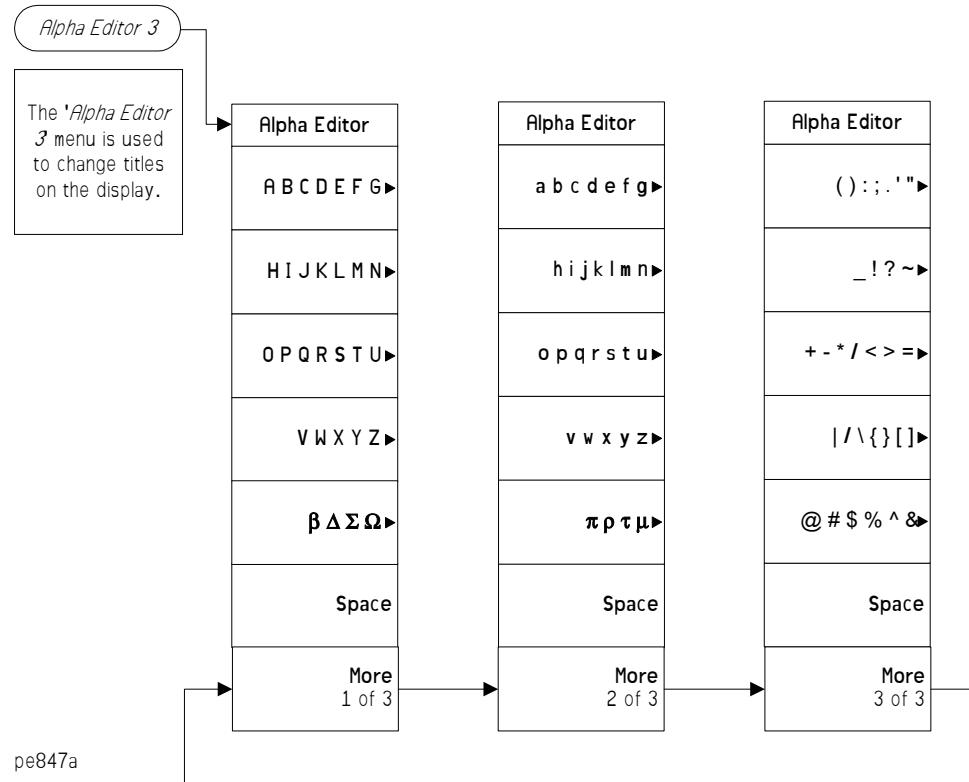 Alpha Editor 3
The 'Alpha Editor
3 menu is used
to change titles
on the display.
Alpha Editor
A B C D E F G
H I J K L M N
O P Q R S T U
V W X Y Z
β Δ Σ Ω
Space
More
1 of 3
Alpha Editor
a b c d e f g
h i j k l m n
o p q r s t u
v w x y z
π ρ τ μ
Space
More
2 of 3
Alpha Editor
( ) : ; . ' "
_ ! ? ~
+ - * / < > =
| / \ { } [ ]
@ # $ % ^ &
Space
More
3 of 3
pe847a